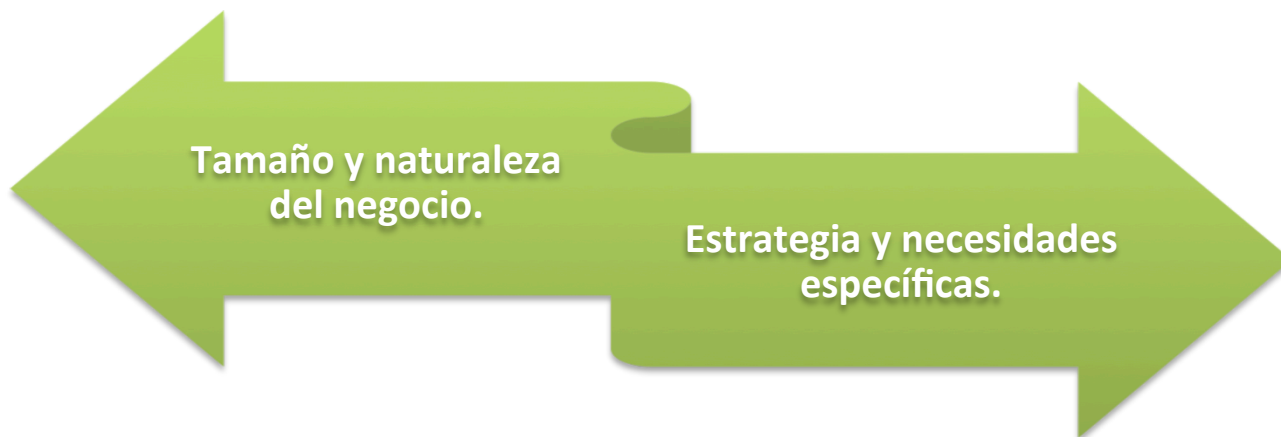 Tamaño y naturaleza
del negocio.
Estrategia y necesidades
específicas.